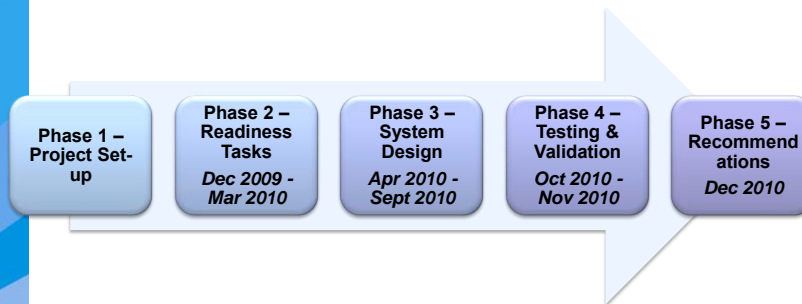 Phase 1 –
Project Set-
up
Phase 2 –
Readiness
Tasks
Dec 2009 -
Mar 2010
Phase 3 –
System
Design
Apr 2010 -
Sept 2010
Phase 4 –
Testing &
Validation
Oct 2010 -
Nov 2010
Phase 5 –
Recommend
ations
Dec 2010